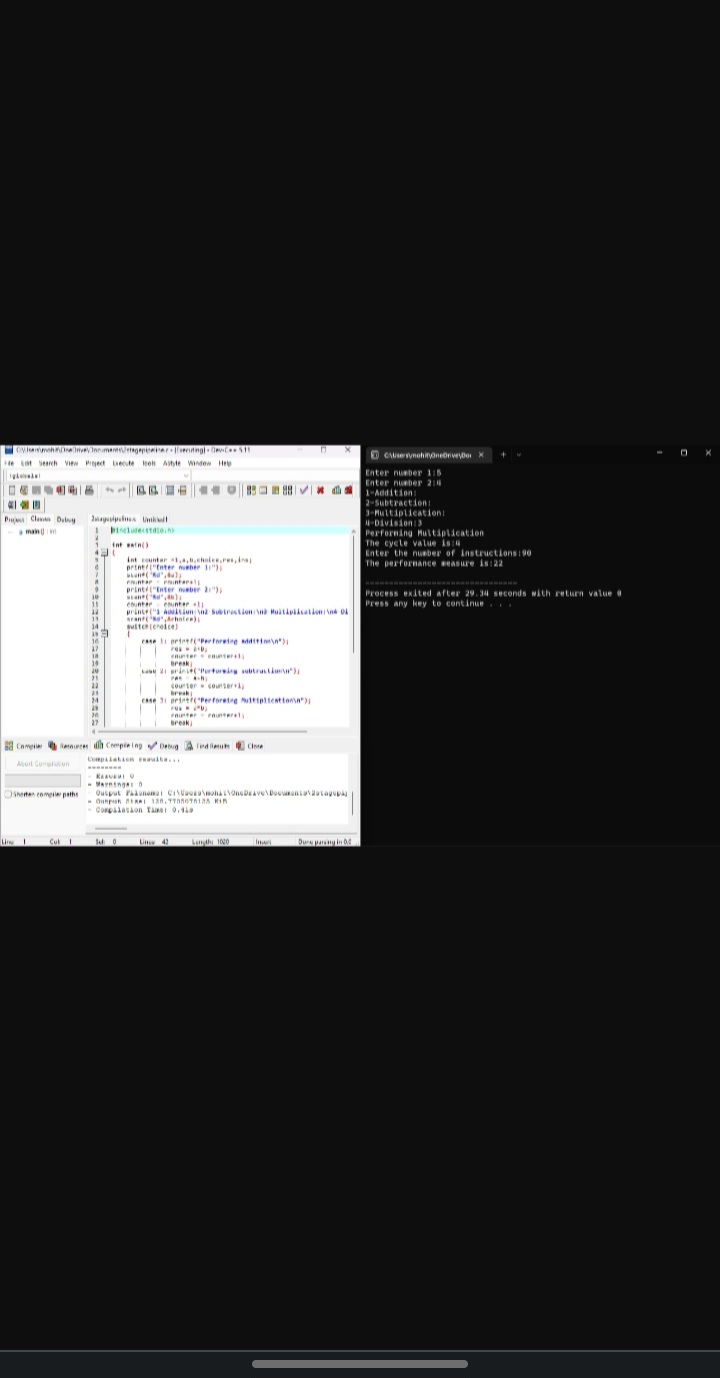 C:\Users\mohit\OneDrive\Documents\2stagepipeline.c - [Executing] - Dev-C++ 5.11
File Edit Search View Project Execute Tools AStyle Window Help
(globals)
Project Classes Debug
main() : int
2stagepipeline.c Untitled1
1 #include<stdio.h>
2
3 int main()
4 {
5 int counter =1,a,b,choice,res,ins;
6 printf("Enter number 1:");
7 scanf("%d",&a);
8 counter = counter+1;
9 printf("Enter number 2:");
10 scanf("%d",&b);
11 counter = counter +1;
12 printf("1-Addition:\n2-Subtraction:\n3-Multiplication:\n4-Di
13 scanf("%d",&choice);
14 switch(choice)
15 {
16 case 1: printf("Performing addition\n");
17 res = a+b;
18 counter = counter+1;
19 break;
20 case 2: printf("Performing subtraction\n");
21 res = a-b;
22 counter = counter+1;
23 break;
24 case 3: printf("Performing Multiplication\n");
25 res = a*b;
26 counter = counter+1;
27 break;
Compiler Resources Compile Log Debug Find Results Close
Abort Compilation
Shorten compiler paths
Compilation results...
--------
- Errors: 0
- Warnings: 0
- Output Filename: C:\Users\mohit\OneDrive\Documents\2stagepip
- Output Size: KiB
- Compilation Time: 0.41s
Line: 1 Col: 1 Sel: 0 Lines: 42 Length: 1020 Insert Done parsing in 0.0
C:\Users\mohit\OneDrive\Doc
Enter number 1:5
Enter number 2:4
1-Addition:
2-Subtraction:
3-Multiplication:
4-Division:3
Performing Multiplication
The cycle value is:4
Enter the number of instructions:90
The performance measure is:22
--------------------------------
Process exited after 29.34 seconds with return value 0
Press any key to continue . . .